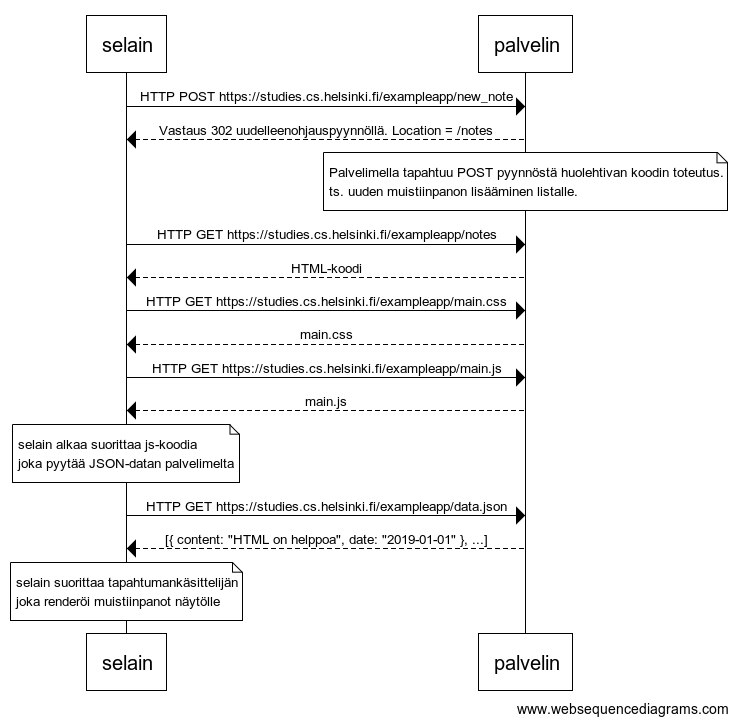 selain
palvelin
HTTP POST https://studies.cs.helsinki.fi/exampleapp/new_note
Vastaus 302 uudelleenohjauspyynnöllä. Location = /notes
Palvelimella tapahtuu POST pyynnöstä huolehtivan koodin toteutus.
ts. uuden muistiinpanon lisääminen listalle.
HTTP GET https://studies.cs.helsinki.fi/exampleapp/notes
HTML-koodi
HTTP GET https://studies.cs.helsinki.fi/exampleapp/main.css
main.css
HTTP GET https://studies.cs.helsinki.fi/exampleapp/main.js
main.js
selain alkaa suorittaa js-koodia
joka pyytää JSON-datan palvelimelta
HTTP GET https://studies.cs.helsinki.fi/exampleapp/data.json
[{ content: "HTML on helppoa", date: "2019-01-01" }, ...]
selain suorittaa tapahtumankäsittelijän
joka renderöi muistiinpanot näytölle
selain
palvelin
www.websequencediagrams.com